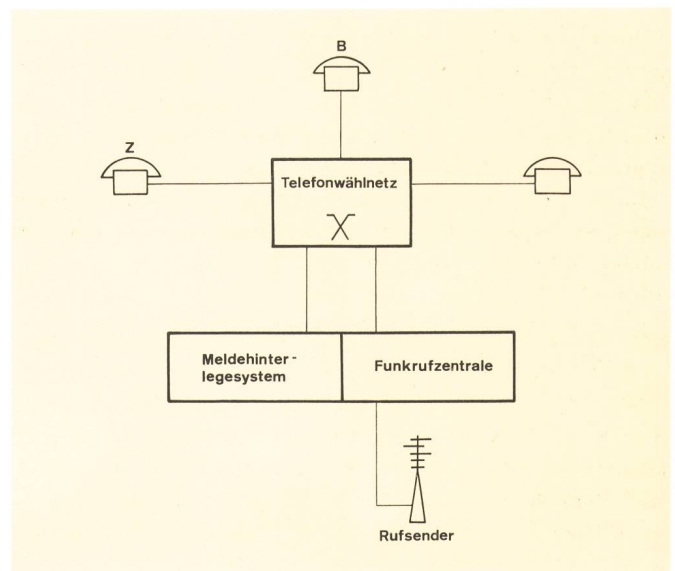 B
Z
Telefonwählnetz
Meldehinter-
legesystem
Funkrufzentrale
Rufsender